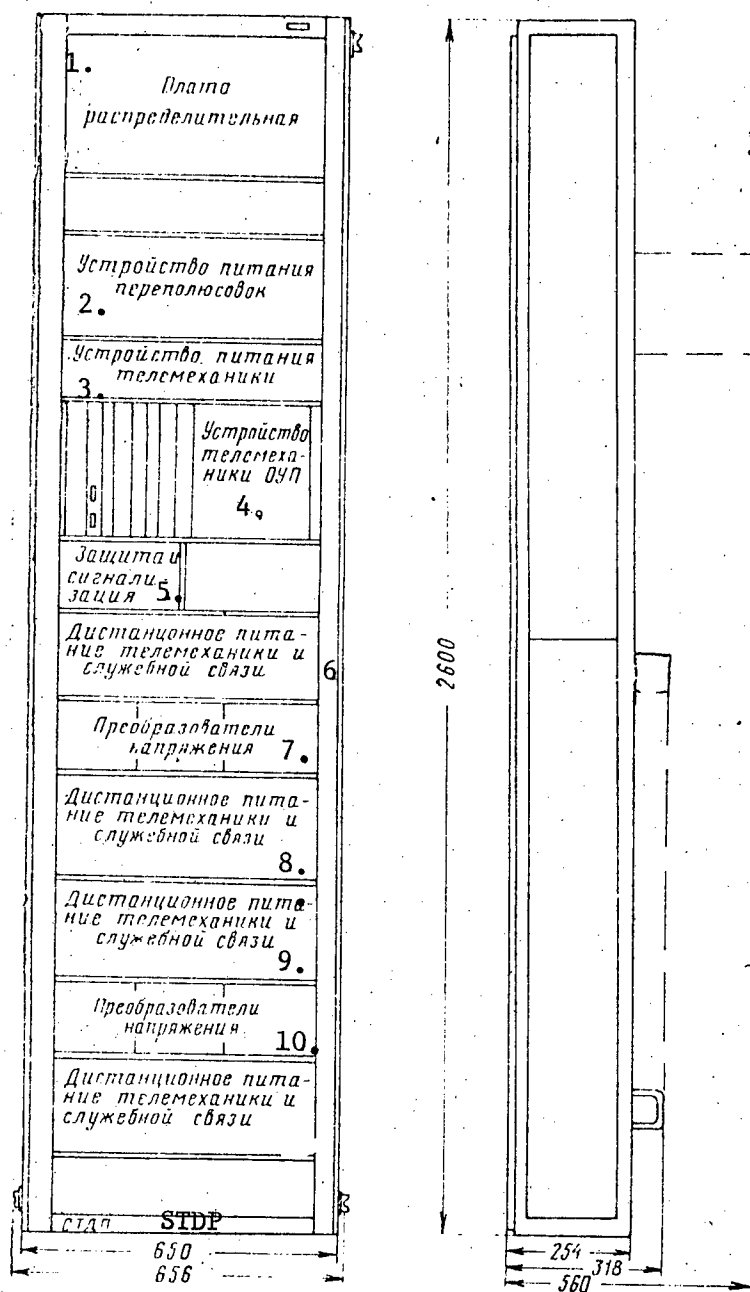 1.
Плата
распределительная
Устройство питания
переполюсовок
2.
Устройство питания
телемеханики
3.
Устройство
телемеха-
ники ОУП
4.
Защита и
сигнали-
зация 5.
Дистанционное пита-
ние телемеханики и
служебной связи
6
Преобразователи
напряжения 7.
Дистанционное пита-
ние телемеханики и
служебной связи
8.
Дистанционное пита-
ние телемеханики и
служебной связи
9.
Преобразователи
напряжения 10.
Дистанционное пита-
ние телемеханики и
служебной связи
СТДП STDP
650
656
2600
254
318
560